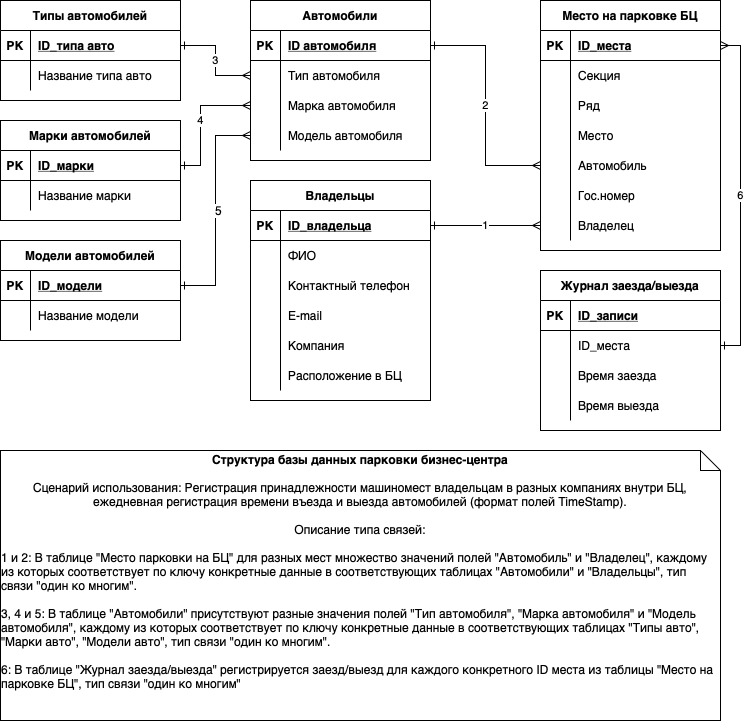 Типы автомобилей
PK ID_типа авто
Название типа авто
Марки автомобилей
PK ID_марки
Название марки
Модели автомобилей
PK ID_модели
Название модели
3
4
5
Автомобили
PK ID автомобиля
Тип автомобиля
Марка автомобиля
Модель автомобиля
Владельцы
PK ID_владельца
ФИО
Контактный телефон
E-mail
Компания
Расположение в БЦ
2
1
Место на парковке БЦ
PK ID_места
Секция
Ряд
Место
Автомобиль
Гос.номер
Владелец
6
Журнал заезда/выезда
PK ID_записи
ID_места
Время заезда
Время выезда
Структура базы данных парковки бизнес-центра
Сценарий использования: Регистрация принадлежности машиномест владельцам в разных компаниях внутри БЦ,
ежедневная регистрация времени въезда и выезда автомобилей (формат полей TimeStamp).
Описание типа связей:
1 и 2: В таблице "Место парковки на БЦ" для разных мест множество значений полей "Автомобиль" и "Владелец", каждому
из которых соответствует по ключу конкретные данные в соответствующих таблицах "Автомобили" и "Владельцы", тип
связи "один ко многим".
3, 4 и 5: В таблице "Автомобили" присутствуют разные значения полей "Тип автомобиля", "Марка автомобиля" и "Модель
автомобиля", каждому из которых соответствует по ключу конкретные данные в соответствующих таблицах "Типы авто",
"Марки авто", "Модели авто", тип связи "один ко многим".
6: В таблице "Журнал заезда/выезда" регистрируется заезд/выезд для каждого конкретного ID места из таблицы "Место на
парковке БЦ", тип связи "один ко многим"